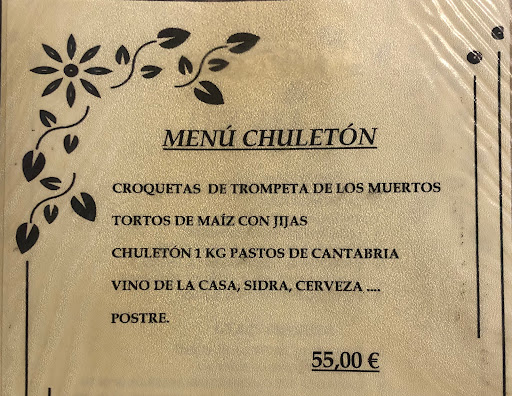 MENÚ CHULETÓN
CROQUETAS DE TROMPETA DE LOS MUERTOS
TORTOS DE MAÍZ CON JIJAS
CHULETÓN 1 KG PASTOS DE CANTABRIA
VINO DE LA CASA, SIDRA, CERVEZA ....
POSTRE.
55,00 €